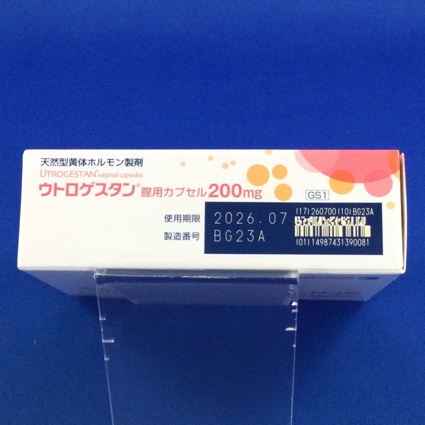 天然型黄体ホルモン製剤
UTROGESTAN® vaginal capsules
ウトロゲスタン®腟用カプセル200mg
GS1
使用期限 2026.07
製造番号 BG23A
(17)260700(10)BG23A
(01)14987431390081